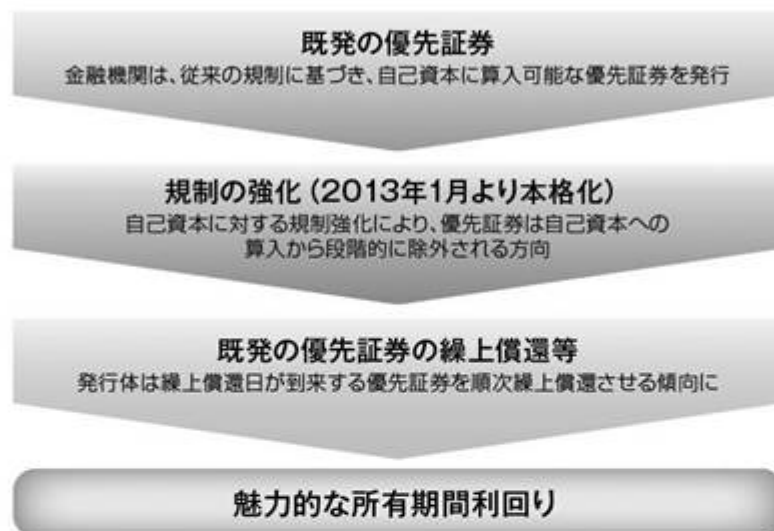 既発の優先証券
金融機関は、従来の規制に基づき、自己資本に算入可能な優先証券を発行
規制の強化（2013年1月より本格化）
自己資本に対する規制強化により、優先証券は自己資本への
算入から段階的に除外される方向
既発の優先証券の繰上償還等
発行体は繰上償還日が到来する優先証券を順次繰上償還させる傾向に
魅力的な所有期間利回り